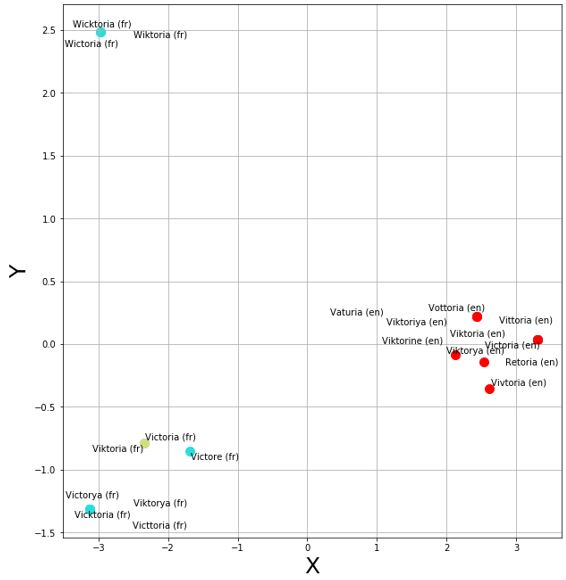 Wicktoria (fr)
Wiktoria (fr)
Wictoria (fr)
2.5
2.0
1.5
1.0
0.5
Vottoria (en)
Vaturia (en)
Vittoria (en)
Viktoriya (en)
Viktoria (en)
Viktorine (en)
0.0
Victoria (en)
Viktorya (en)
Retoria (en)
Vivtoria (en)
−0.5
Victoria (fr)
Viktoria (fr)
Victore (fr)
−1.0
Victorya (fr)
Viktorya (fr)
Vicktoria (fr)
Victtoria (fr)
−1.5
−3 −2 −1 0 1 2 3
X
Y